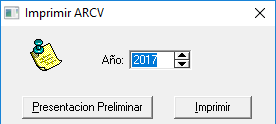 Imprimir ARCV
Año: 2017
Presentacion Preliminar Imprimir